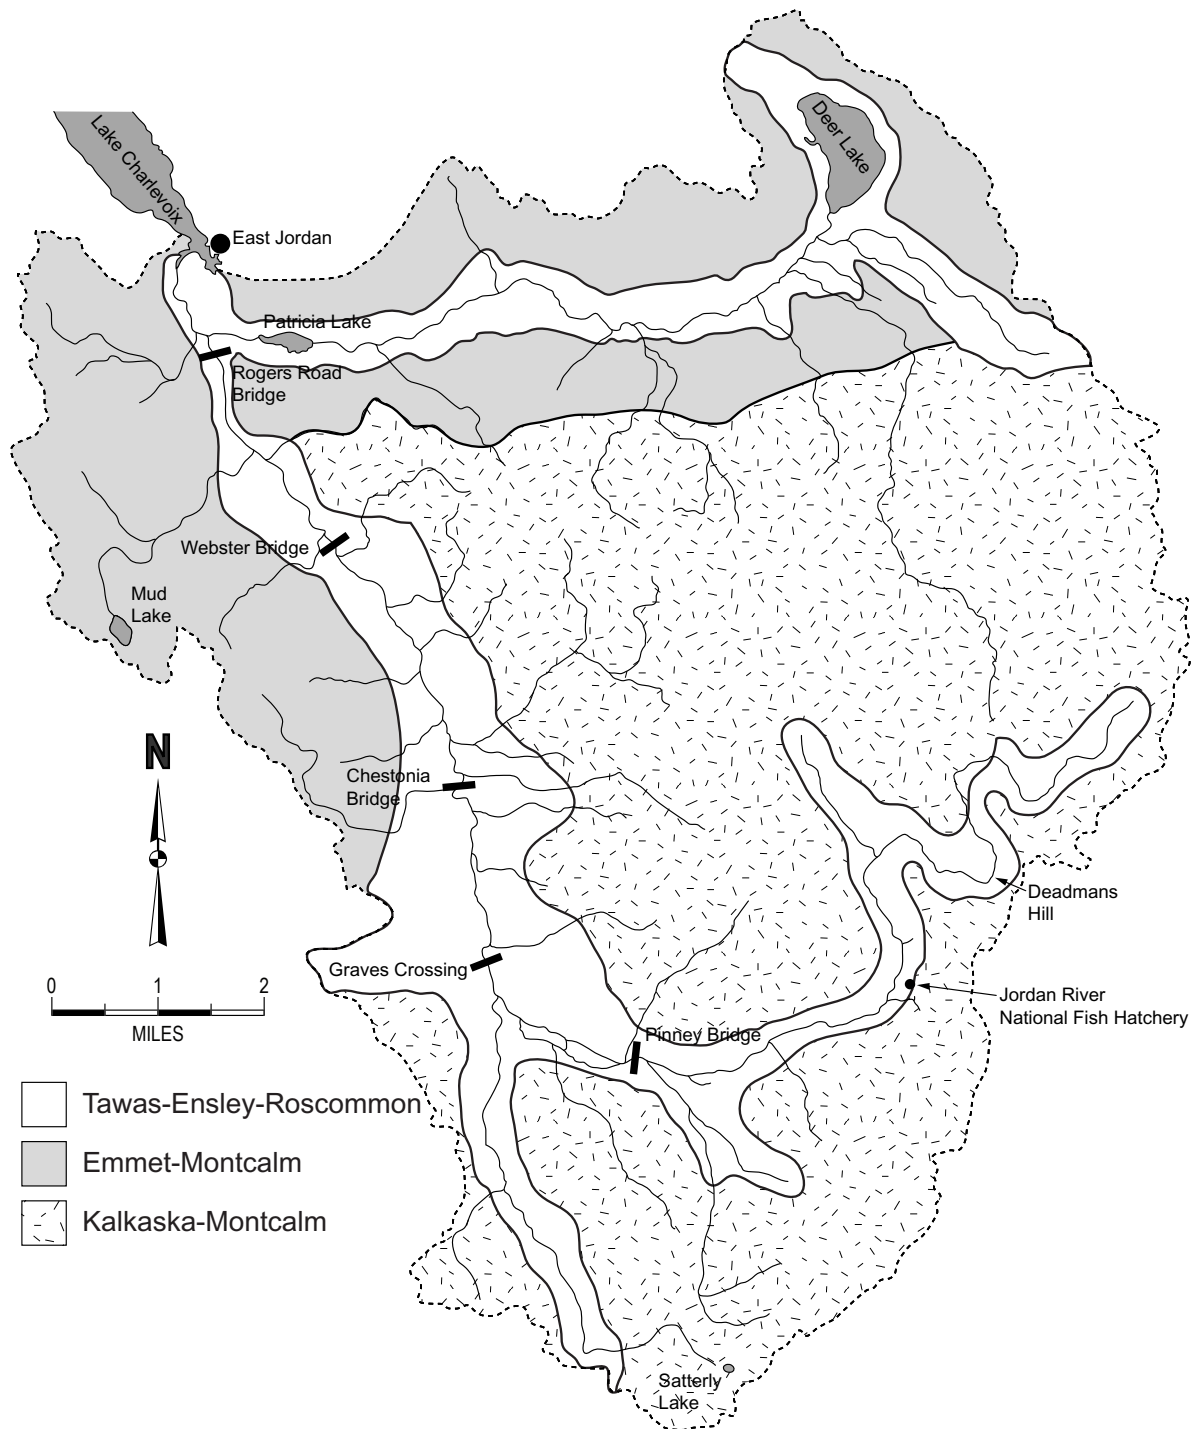 Deer Lake
Lake Charlevoix
East Jordan
Patricia Lake
Rogers Road
Bridge
Webster Bridge
Mud
Lake
N
Chestonia
Bridge
Deadmans
Hill
Graves Crossing
0 1 2
MILES
Jordan River
National Fish Hatchery
Pinney Bridge
Tawas-Ensley-Roscommon
Emmet-Montcalm
Kalkaska-Montcalm
Satterly
Lake